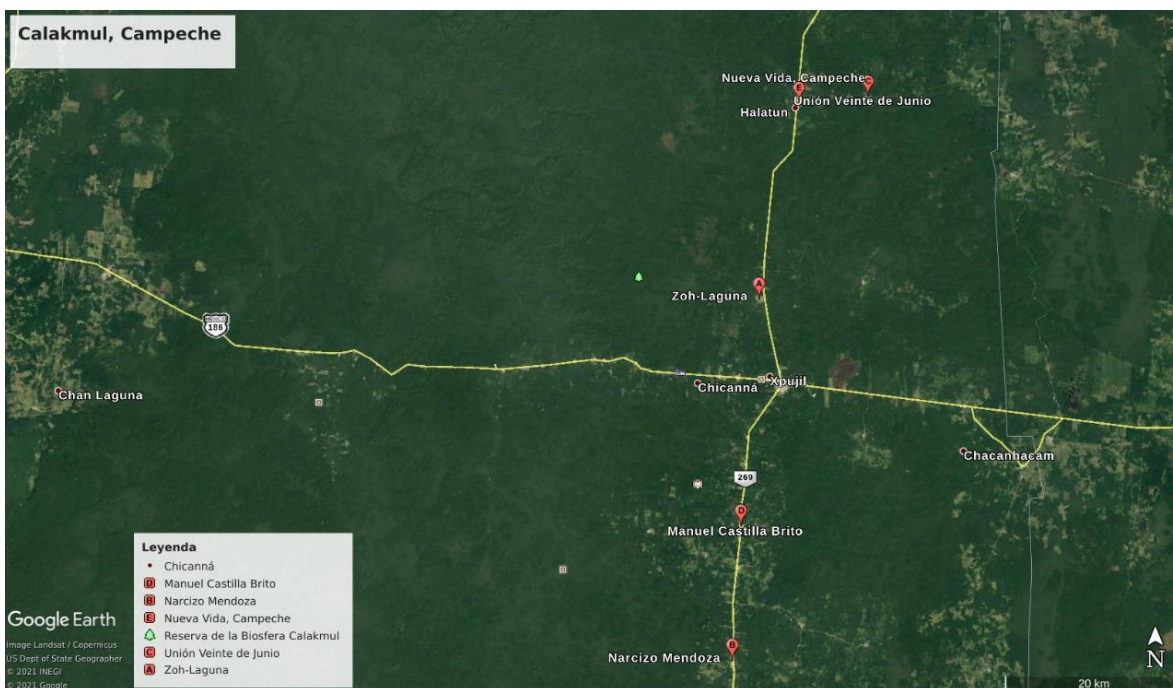 Calakmul, Campeche
Nueva Vida, Campeche
C
E
Unión Veinte de Junio
Halatun
A
Zoh-Laguna
MEXICO
186
Xpujil
Chicanná
Chan Laguna
Chacanhacam
269
D
Manuel Castilla Brito
B
Narcizo Mendoza
Leyenda
Chicanná
D Manuel Castilla Brito
B Narcizo Mendoza
E Nueva Vida, Campeche
Reserva de la Biosfera Calakmul
C Unión Veinte de Junio
A Zoh-Laguna
Google Earth
Image Landsat / Copernicus
US Dept of State Geographer
© 2021 INEGI
© 2021 Google
N
20 km